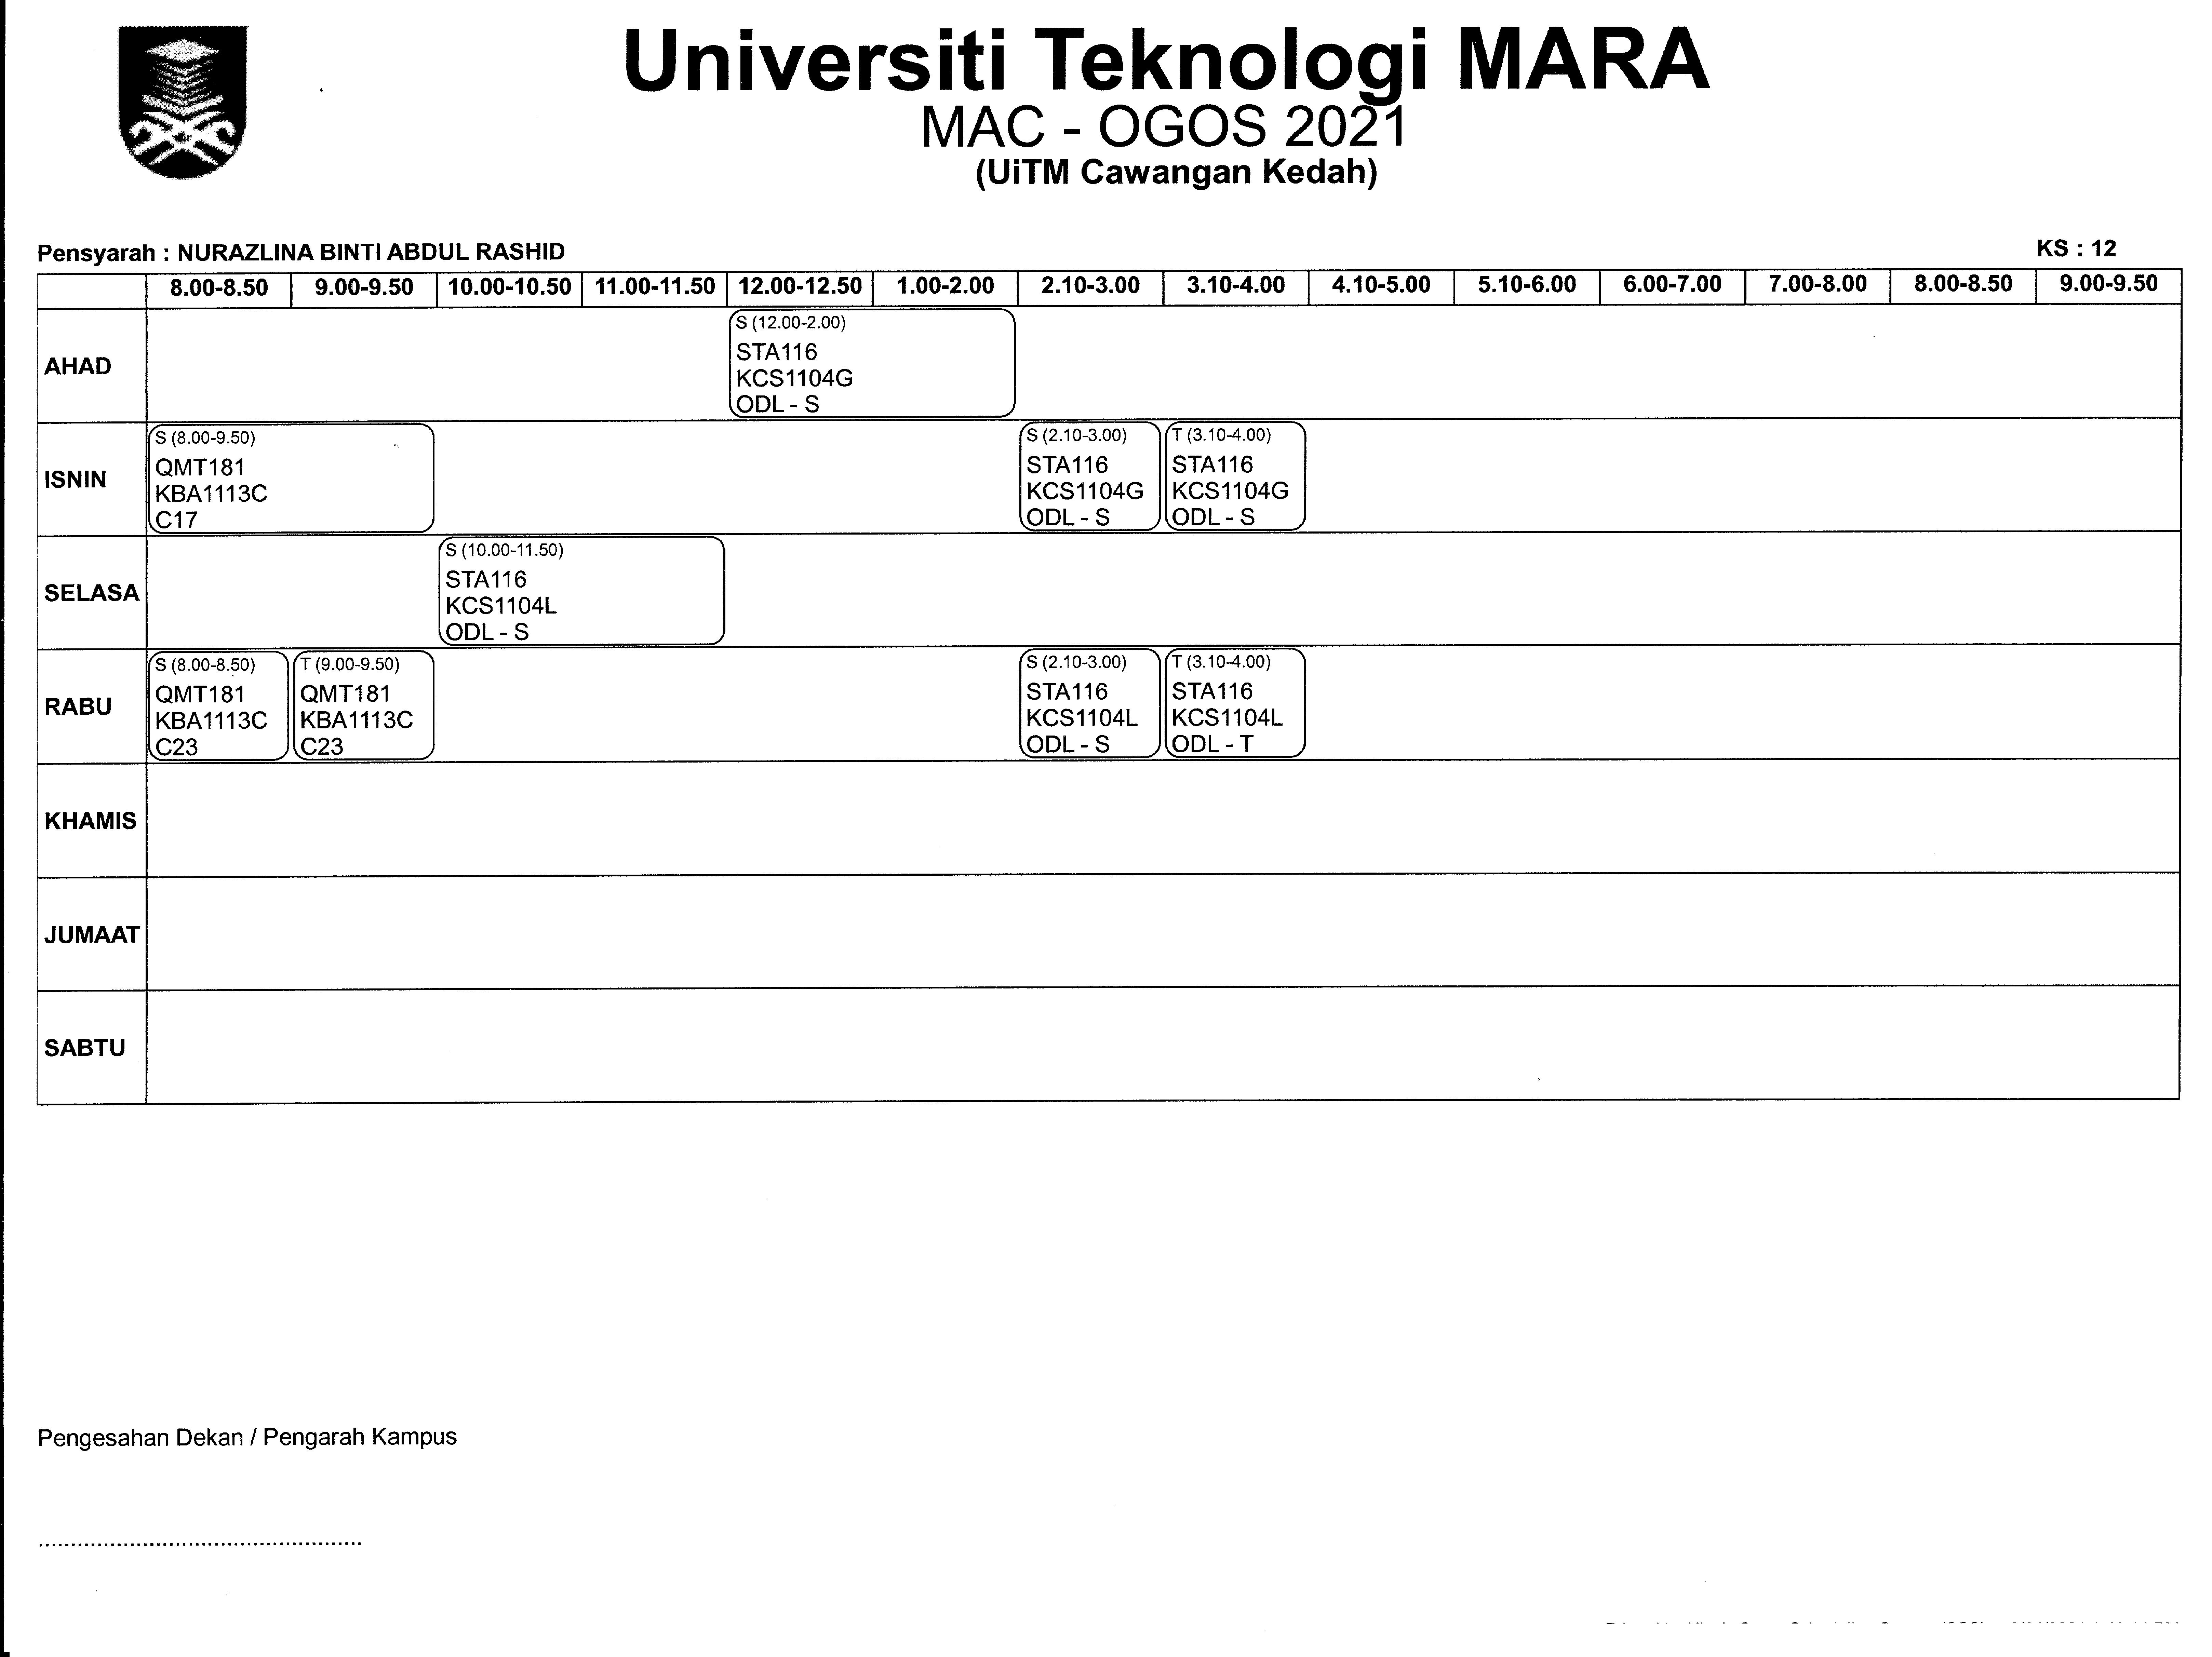 Universiti Teknologi MARA
MAC - OGOS 2021
(UiTM Cawangan Kedah)
Pensyarah : NURAZLINA BINTI ABDUL RASHID KS : 12
8.00-8.50 9.00-9.50 10.00-10.50 11.00-11.50 12.00-12.50 1.00-2.00 2.10-3.00 3.10-4.00 4.10-5.00 5.10-6.00 6.00-7.00 7.00-8.00 8.00-8.50 9.00-9.50
AHAD
S (12.00-2.00)
STA116
KCS1104G
ODL - S
ISNIN
S (8.00-9.50)
QMT181
KBA1113C
C17
S (2.10-3.00)
STA116
KCS1104G
ODL - S
T (3.10-4.00)
STA116
KCS1104G
ODL - S
SELASA
S (10.00-11.50)
STA116
KCS1104L
ODL - S
RABU
S (8.00-8.50)
QMT181
KBA1113C
C23
T (9.00-9.50)
QMT181
KBA1113C
C23
S (2.10-3.00)
STA116
KCS1104L
ODL - S
T (3.10-4.00)
STA116
KCS1104L
ODL - T
KHAMIS
JUMAAT
SABTU
Pengesahan Dekan / Pengarah Kampus
..................................................